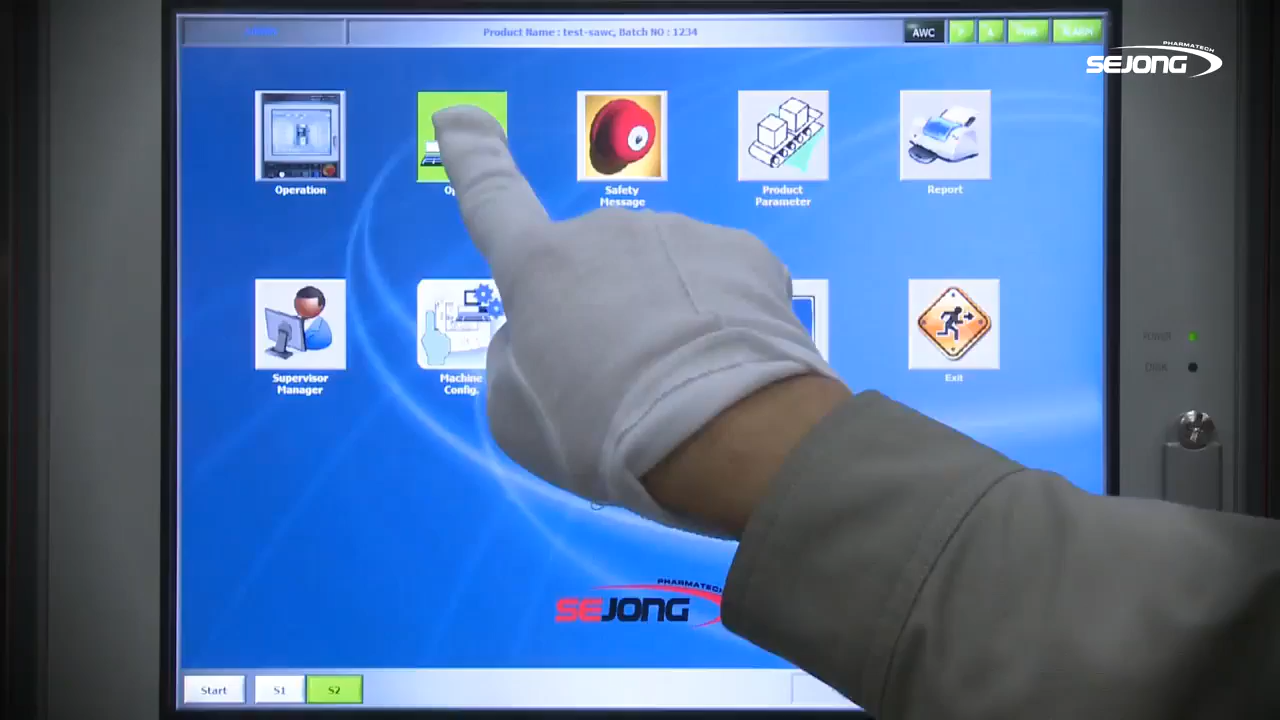 Product Name : test-sawc, Batch NO : 1234
AWC
PHARMATECH
SEJONG
Operation
Safety
Message
Product
Parameter
Report
Supervisor
Manager
Machine
Config.
Exit
POWER
PHARMATECH
SEJONG
Start
S1
S2